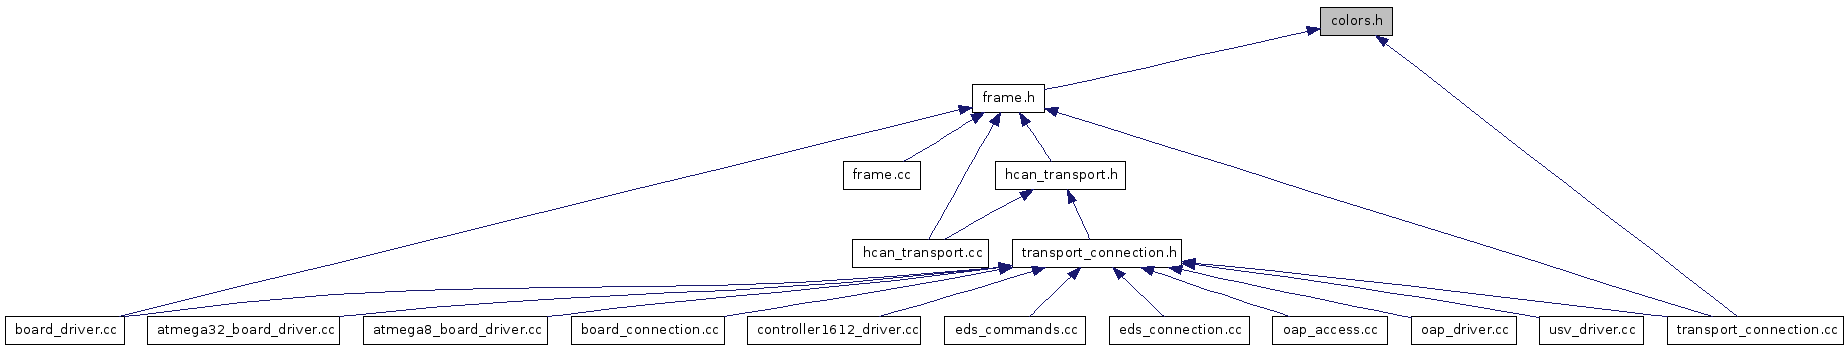 colors.h
frame.h
frame.cc
hcan_transport.h
hcan_transport.cc
transport_connection.h
board_driver.cc
atmega32_board_driver.cc
atmega8_board_driver.cc
board_connection.cc
controller1612_driver.cc
eds_commands.cc
eds_connection.cc
oap_access.cc
oap_driver.cc
usv_driver.cc
transport_connection.cc